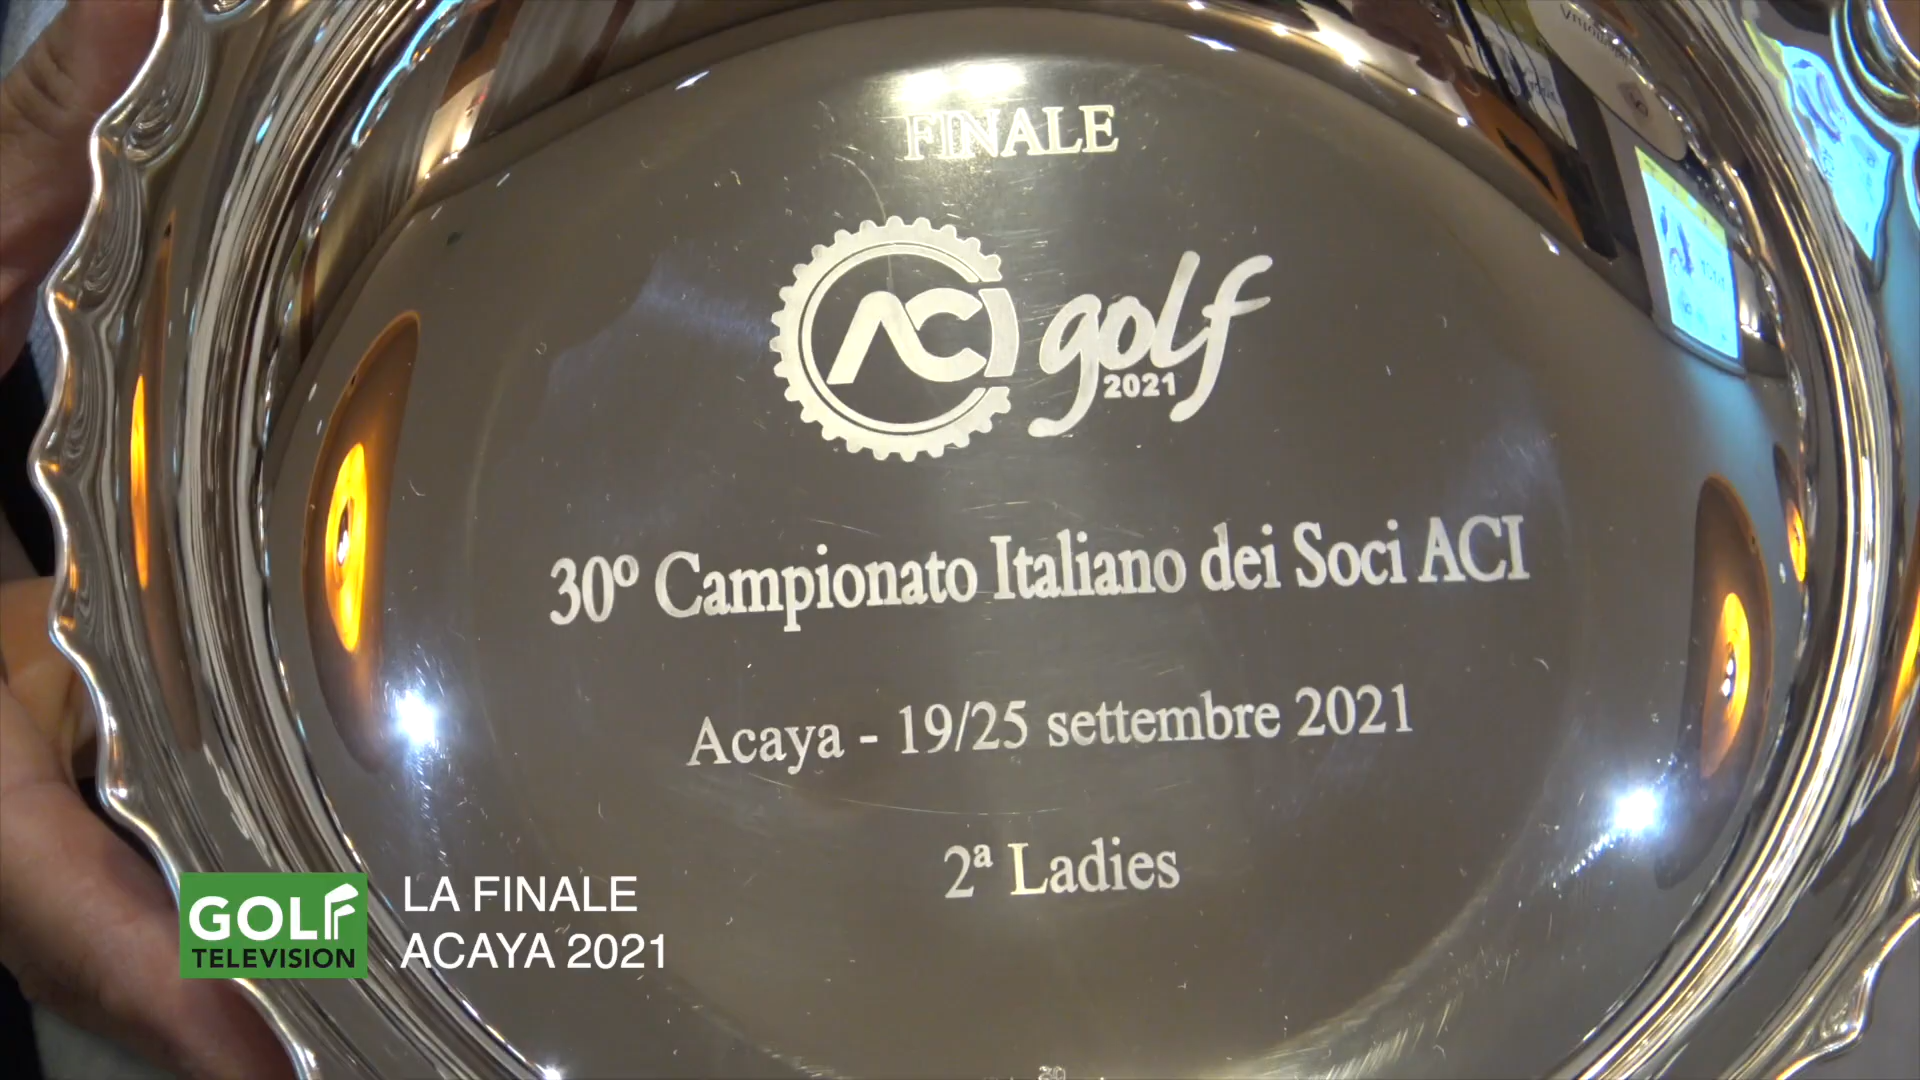 FINALE
ACI golf
2021
30º Campionato Italiano dei Soci ACI
Acaya - 19/25 settembre 2021
2ª Ladies
GOLF
TELEVISION
LA FINALE
ACAYA 2021